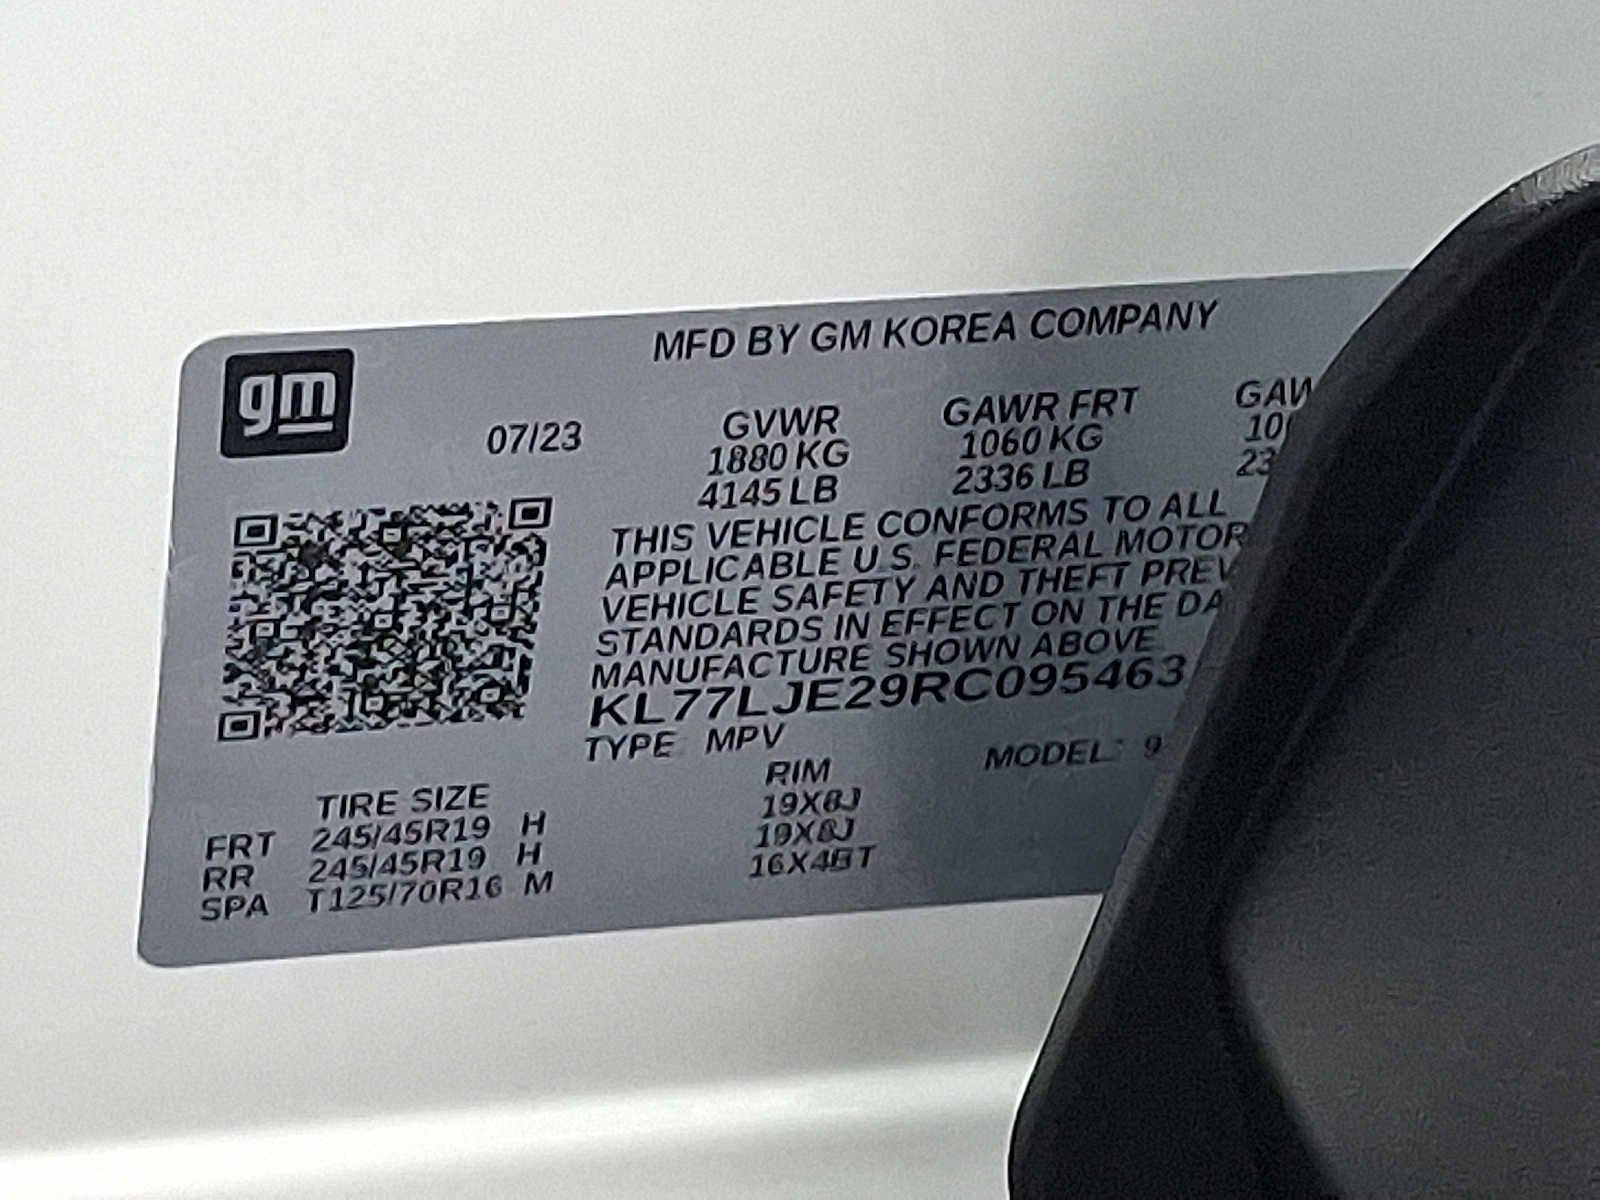 MFD BY GM KOREA COMPANY
gm
07/23 GVWR GAWR FRT
1880 KG 1060 KG
4145 LB 2336 LB
THIS VEHICLE CONFORMS TO ALL
APPLICABLE U.S. FEDERAL MOTOR
VEHICLE SAFETY AND THEFT PREV
STANDARDS IN EFFECT ON THE DA
MANUFACTURE SHOWN ABOVE
KL77LJE29RC095463
TYPE MPV MODEL: 9
TIRE SIZE RIM
FRT 245/45R19 H 19X8J
RR 245/45R19 H 19X8J
SPA T125/70R16 M 16X4BT